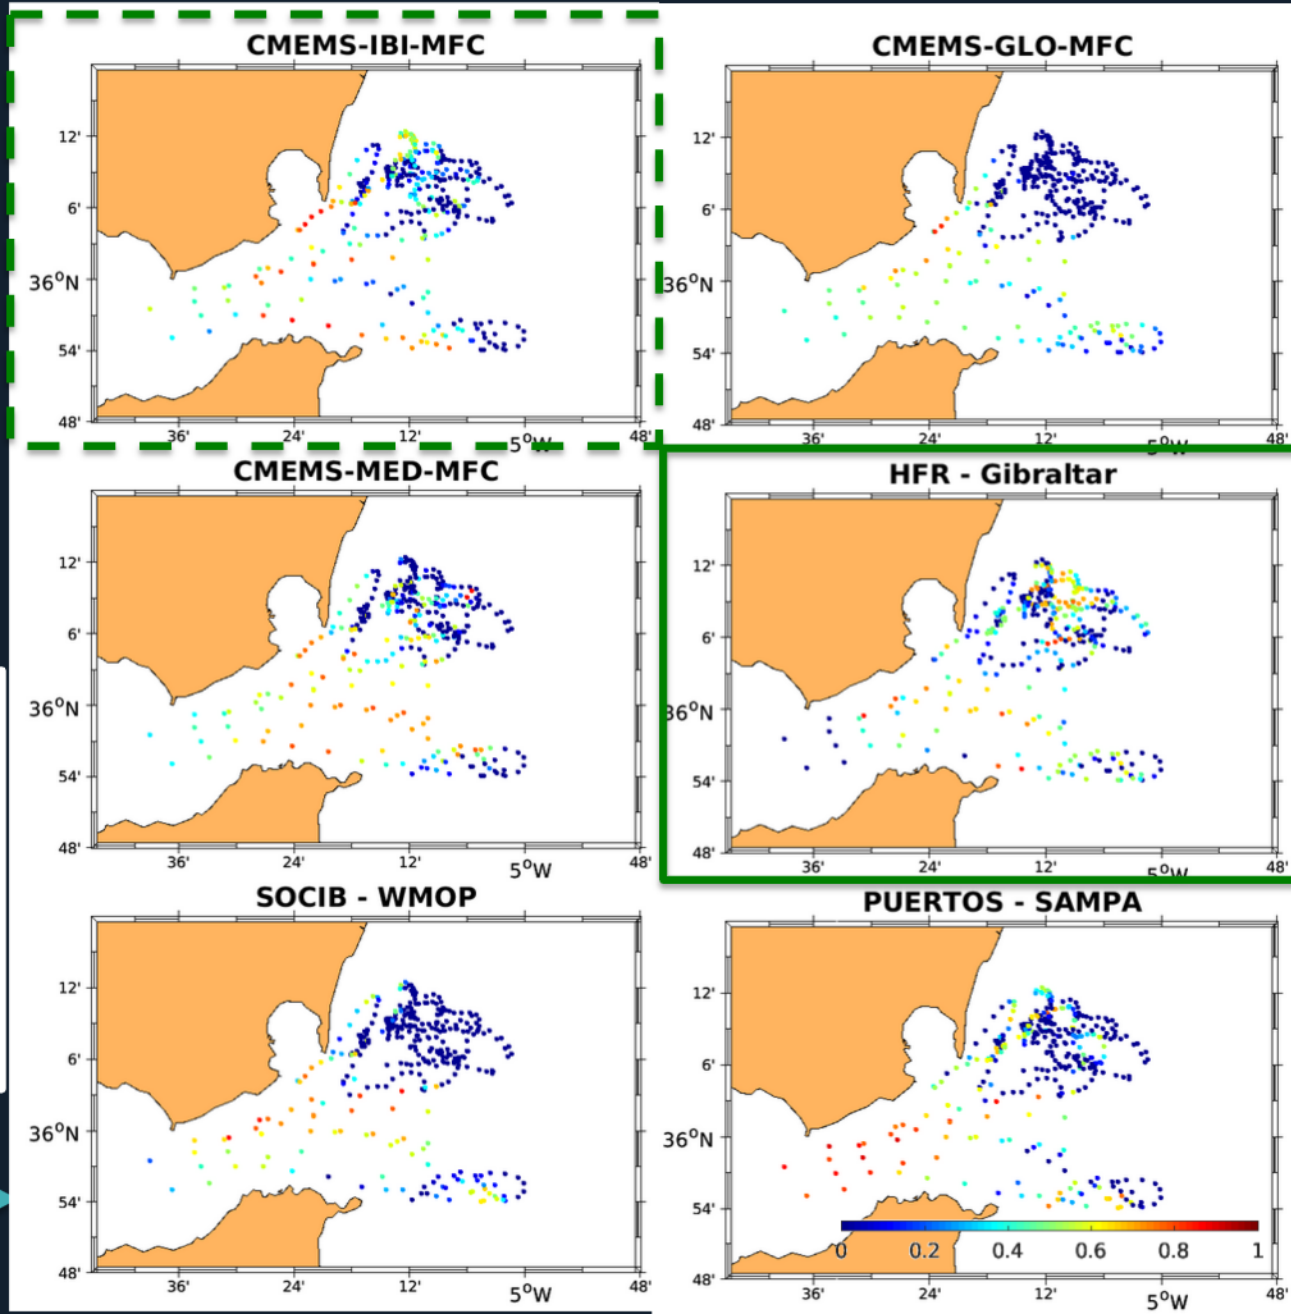 CMEMS-IBI-MFC
12'
6'
36°N
54'
48'
36'
24'
12'
5°W
48'
CMEMS-GLO-MFC
12'
6'
36°N
54'
48'
36'
24'
12'
5°W
48'
CMEMS-MED-MFC
12'
6'
36°N
54'
48'
36'
24'
12'
5°W
48'
HFR - Gibraltar
12'
6'
36°N
54'
48'
36'
24'
12'
5°W
48'
SOCIB - WMOP
12'
6'
36°N
54'
48'
36'
24'
12'
5°W
48'
PUERTOS - SAMPA
12'
6'
36°N
54'
48'
0 0.2 0.4 0.6 0.8 1
36'
24'
12'
5°W
48'